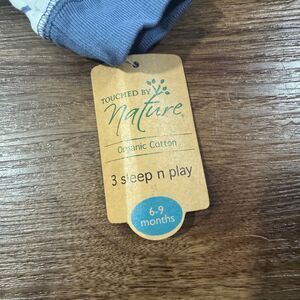 TOUCHED BY
nature
Organic Cotton
3 sleep n play
6-9
months